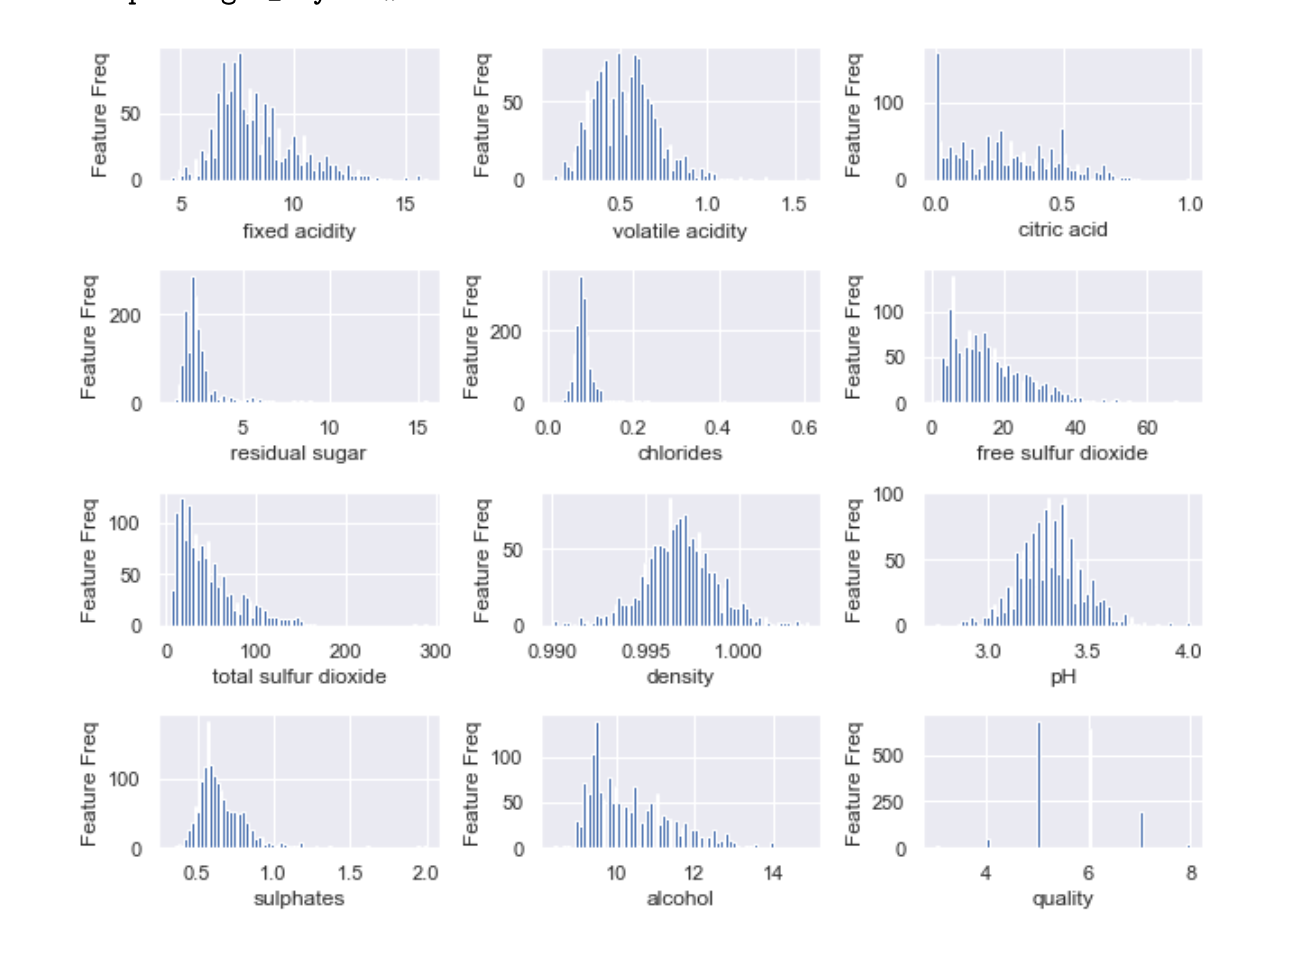 Feature Freq Feature Freq Feature Freq
50 50 100
0 0 0
5 10 15 0.5 1.0 1.5 0.0 0.5 1.0
fixed acidity volatile acidity citric acid
Feature Freq Feature Freq Feature Freq
200 200 100
50
0 0 0
5 10 15 0.0 0.2 0.4 0.6 0 20 40 60
residual sugar chlorides free sulfur dioxide
Feature Freq Feature Freq Feature Freq
100 50 100
50 50
0 0 0
0 100 200 300 0.990 0.995 1.000 3.0 3.5 4.0
total sulfur dioxide density pH
Feature Freq Feature Freq Feature Freq
100 100 500
50 250
0 0 0
0.5 1.0 1.5 2.0 10 12 14 4 6 8
sulphates alcohol quality